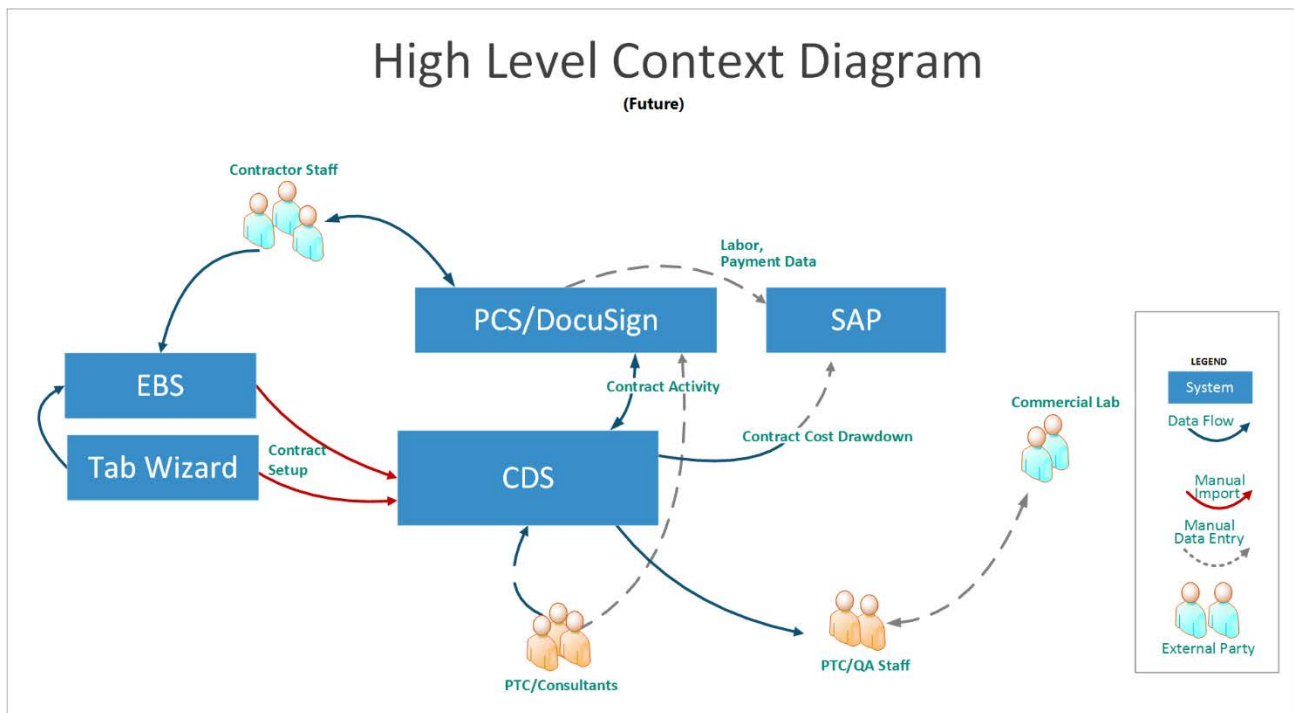 High Level Context Diagram
(Future)
Contractor Staff
Labor,
Payment Data
PCS/DocuSign
SAP
EBS
Contract Activity
Tab Wizard
Contract
Setup
CDS
Contract Cost Drawdown
Commercial Lab
PTC/Consultants
PTC/QA Staff
LEGEND
System
Data Flow
Manual
Import
Manual
Data Entry
External Party